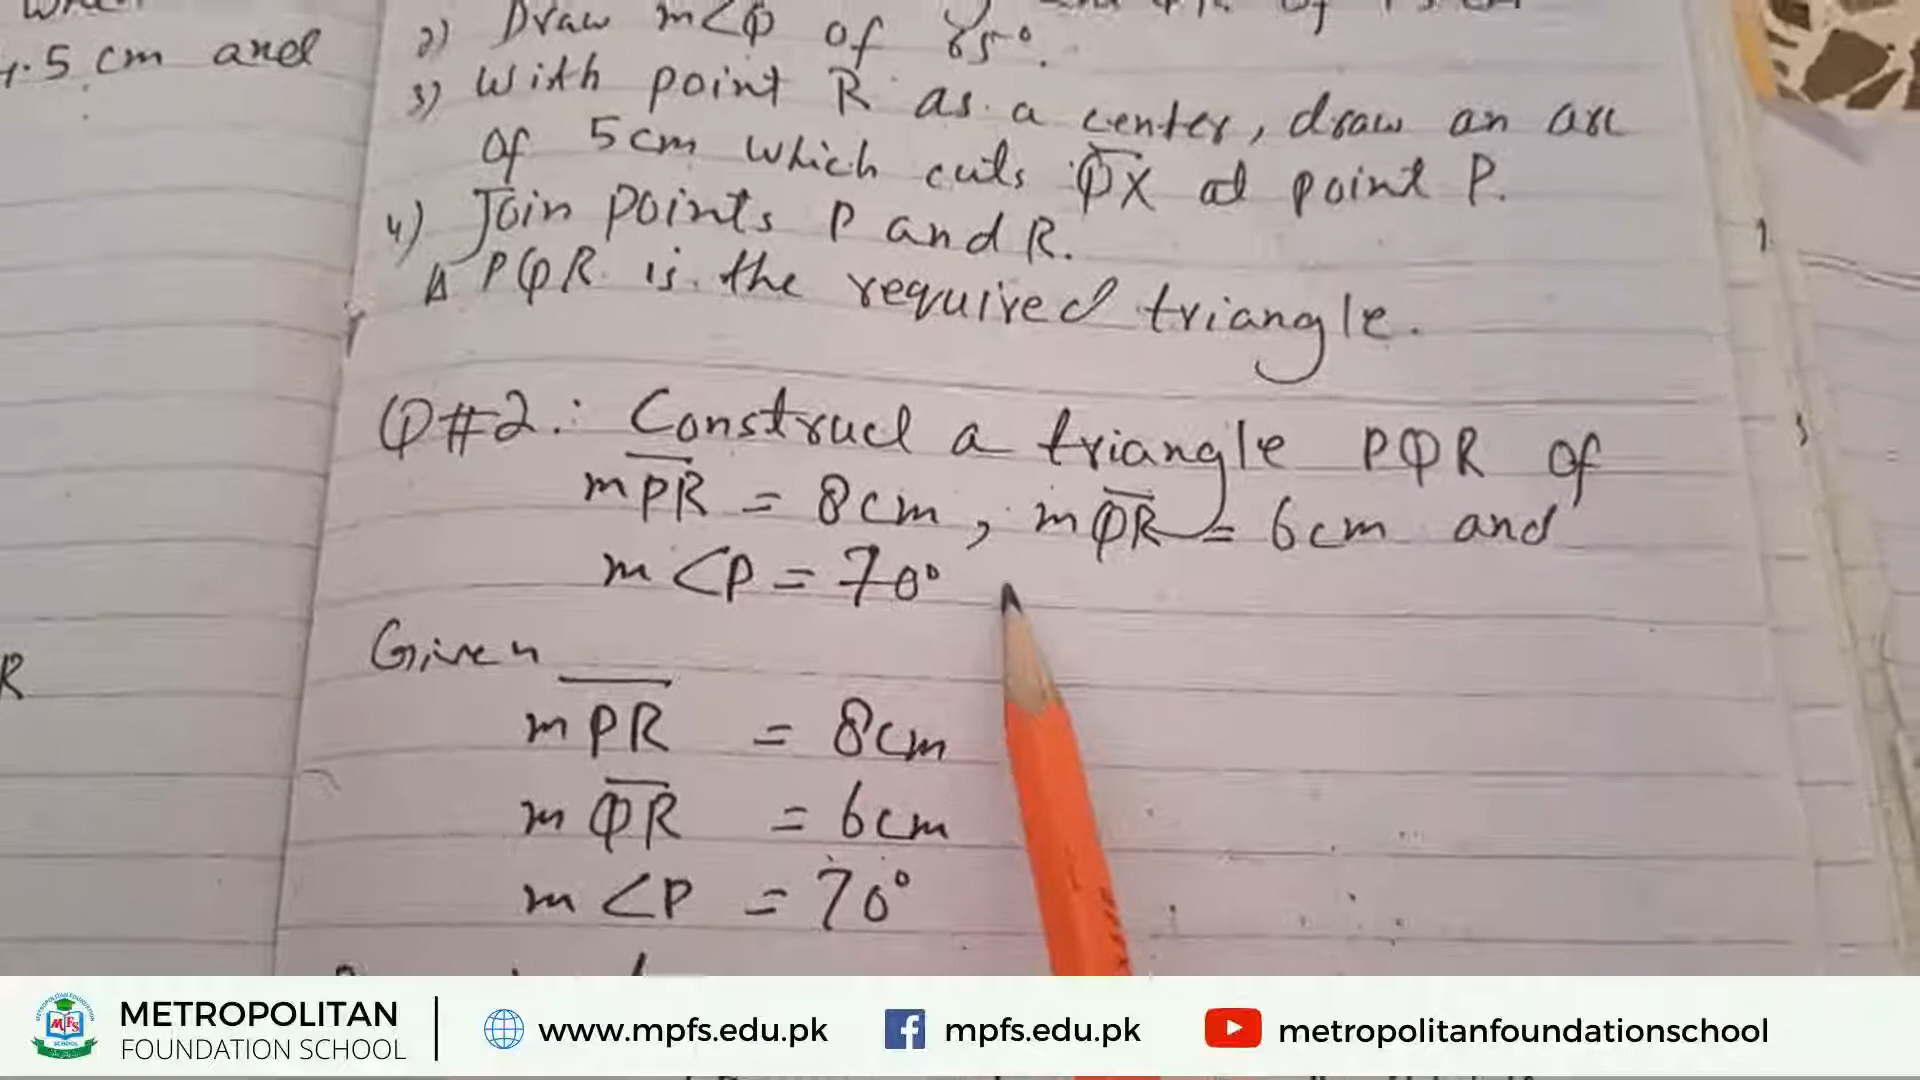 4.5 cm and
2) Draw m<Q of 85°.
3) With point R as a center, draw an arc
of 5cm which cuts QX at point P.
4) Join points P and R.
Δ PQR is the required triangle.
Q#2: Construct a triangle PQR of
mPR = 8cm, mQR = 6cm and
m<P = 70°
Given
mPR = 8cm
mQR = 6cm
m<P = 70°
R
METROPOLITAN
FOUNDATION SCHOOL
www.mpfs.edu.pk
mpfs.edu.pk
metropolitanfoundationschool
MFS
SCHOOL